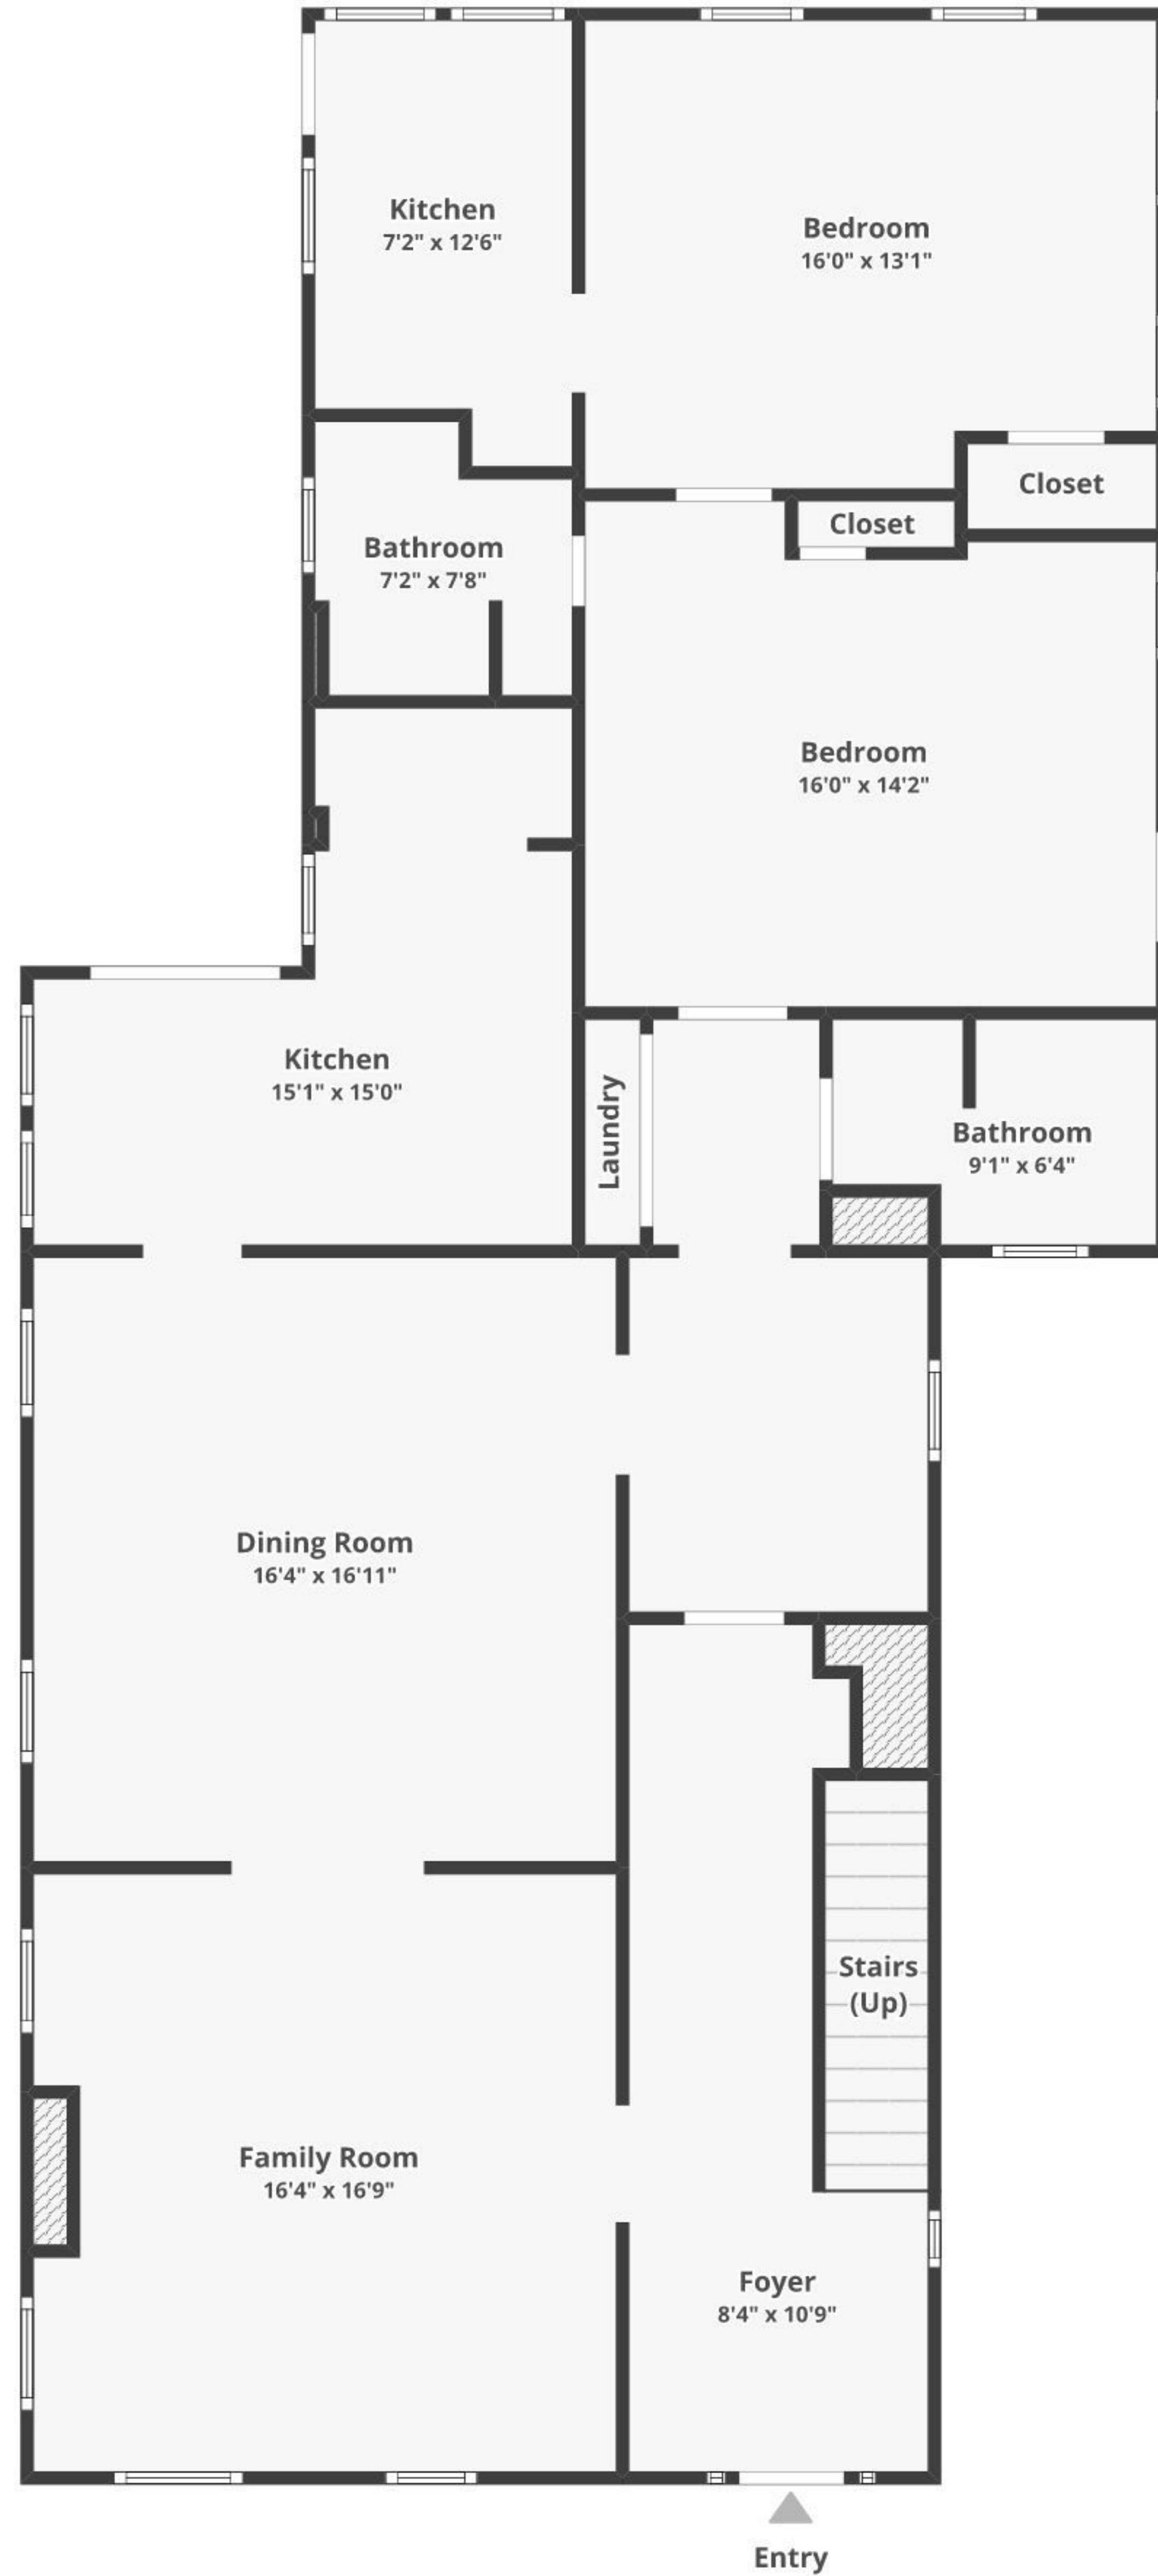 Kitchen
7'2" x 12'6"
Bedroom
16'0" x 13'1"
Closet
Closet
Bathroom
7'2" x 7'8"
Bedroom
16'0" x 14'2"
Kitchen
15'1" x 15'0"
Laundry
Bathroom
9'1" x 6'4"
Dining Room
16'4" x 16'11"
Stairs
(Up)
Family Room
16'4" x 16'9"
Foyer
8'4" x 10'9"
Entry